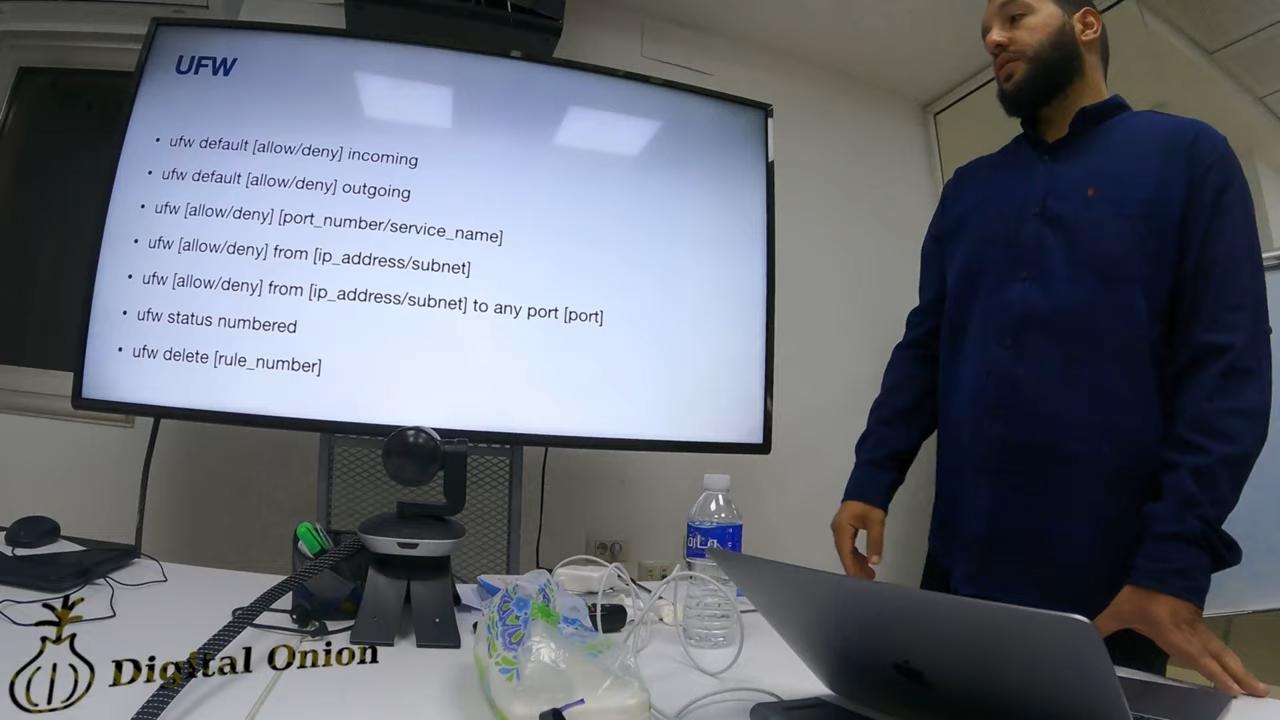 UFW
• ufw default [allow/deny] incoming
• ufw default [allow/deny] outgoing
• ufw [allow/deny] [port_number/service_name]
• ufw [allow/deny] from [ip_address/subnet]
• ufw [allow/deny] from [ip_address/subnet] to any port [port]
• ufw status numbered
• ufw delete [rule_number]
Digital Onion